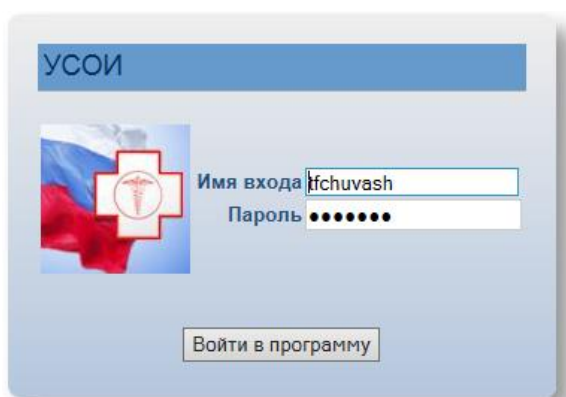 УСОИ
Имя входа tfchuvash
Пароль •••••••
Войти в программу